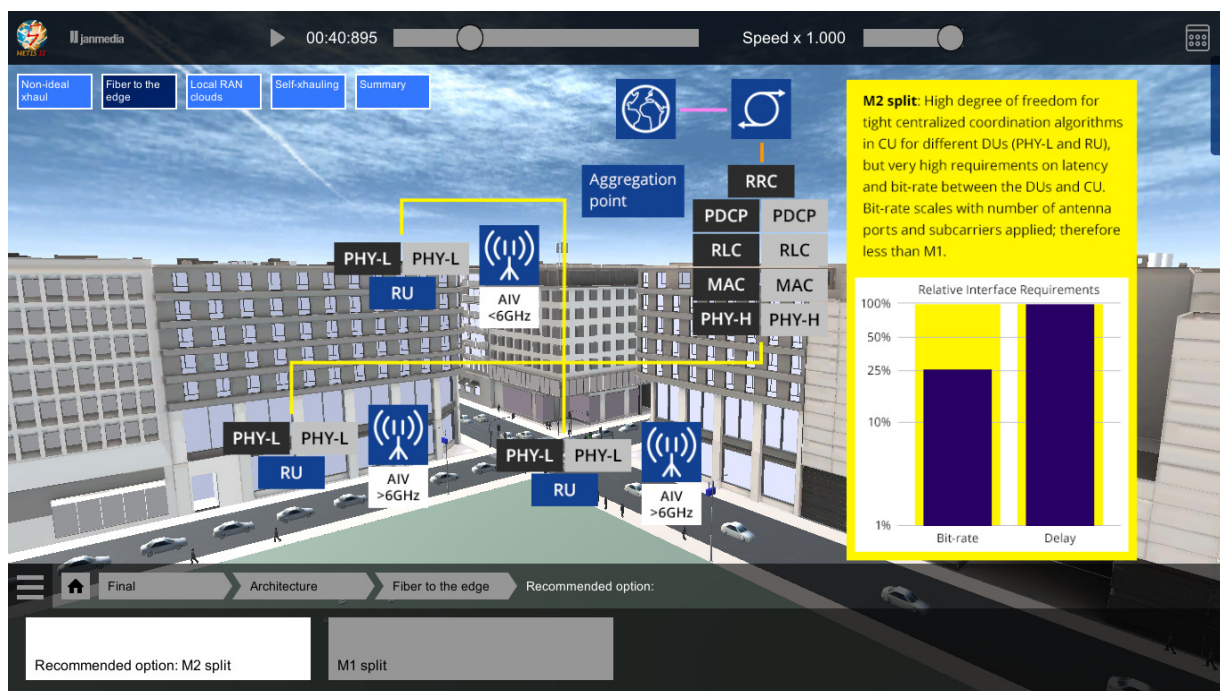 METIS II
janmedia
00:40:895
Speed x 1.000
Non-ideal
xhaul
Fiber to the
edge
Local RAN
clouds
Self-xhauling
Summary
Aggregation
point
RRC
PDCP PDCP
RLC RLC
MAC MAC
PHY-H PHY-H
PHY-L PHY-L
RU
AIV
<6GHz
PHY-L PHY-L
RU
AIV
>6GHz
PHY-L PHY-L
RU
AIV
>6GHz
M2 split: High degree of freedom for
tight centralized coordination algorithms
in CU for different DUs (PHY-L and RU),
but very high requirements on latency
and bit-rate between the DUs and CU.
Bit-rate scales with number of antenna
ports and subcarriers applied; therefore
less than M1.
Relative Interface Requirements
100%
50%
25%
10%
1%
Bit-rate Delay
Final
Architecture
Fiber to the edge
Recommended option:
Recommended option: M2 split
M1 split